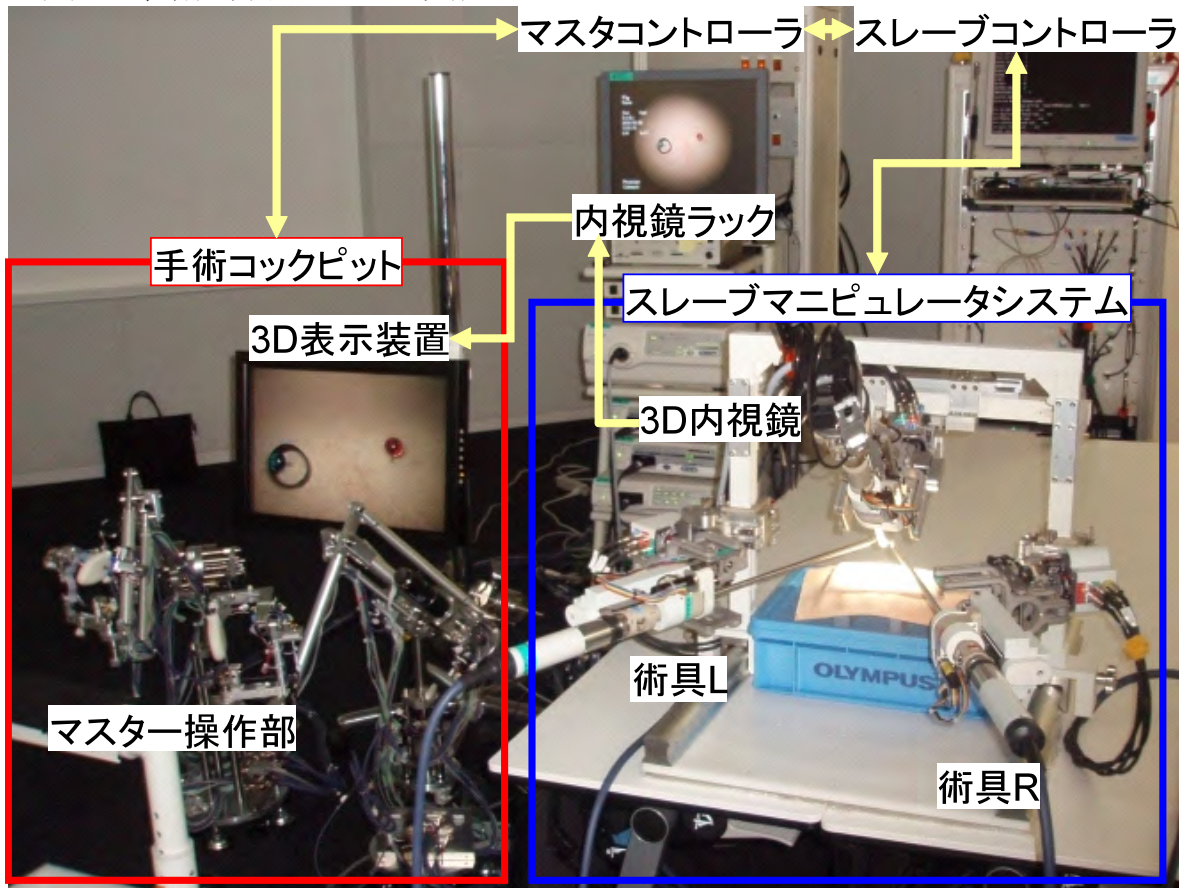 マスタコントローラ
スレーブコントローラ
内視鏡ラック
手術コックピット
スレーブマニピュレータシステム
3D表示装置
3D内視鏡
術具L
OLYMPUS
マスター操作部
術具R